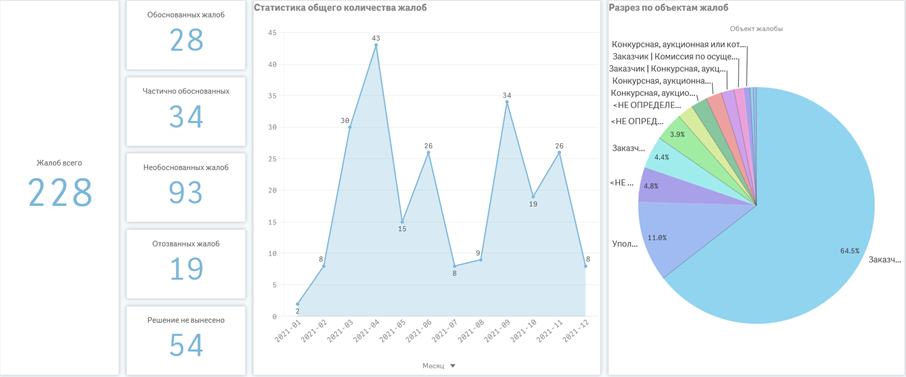 Жалоб всего
228
Обоснованных жалоб
28
Частично обоснованных
34
Необоснованных жалоб
93
Отозванных жалоб
19
Решение не вынесено
54
Статистика общего количества жалоб
45
40
35
30
25
20
15
10
5
0
2
8
30
43
15
26
8
9
34
19
26
8
2021-01
2021-02
2021-03
2021-04
2021-05
2021-06
2021-07
2021-08
2021-09
2021-10
2021-11
2021-12
Месяц
Разрез по объектам жалоб
Объект жалобы
Конкурсная, аукционная или кот...
Заказчик | Комиссия по осуще...
Заказчик | Конкурсная, аукц...
Конкурсная, аукционна...
Конкурсная, аукцио...
<НЕ ОПРЕДЕЛЕ...
<НЕ ОПРЕД...
Заказч...
<НЕ ...
Упол...
Заказч...
3.9%
4.4%
4.8%
11.0%
64.5%